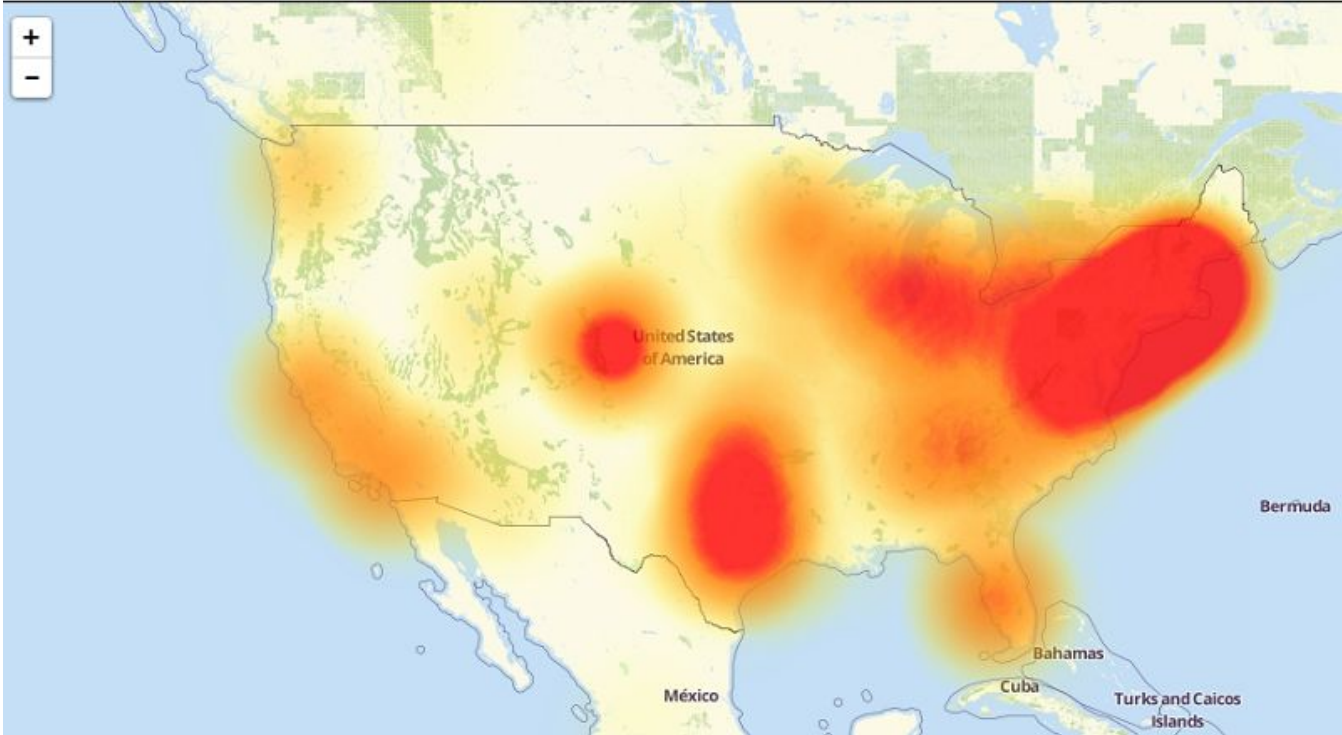 +
−
United States
of America
Bermuda
Bahamas
Cuba
México
Turks and Caicos
Islands